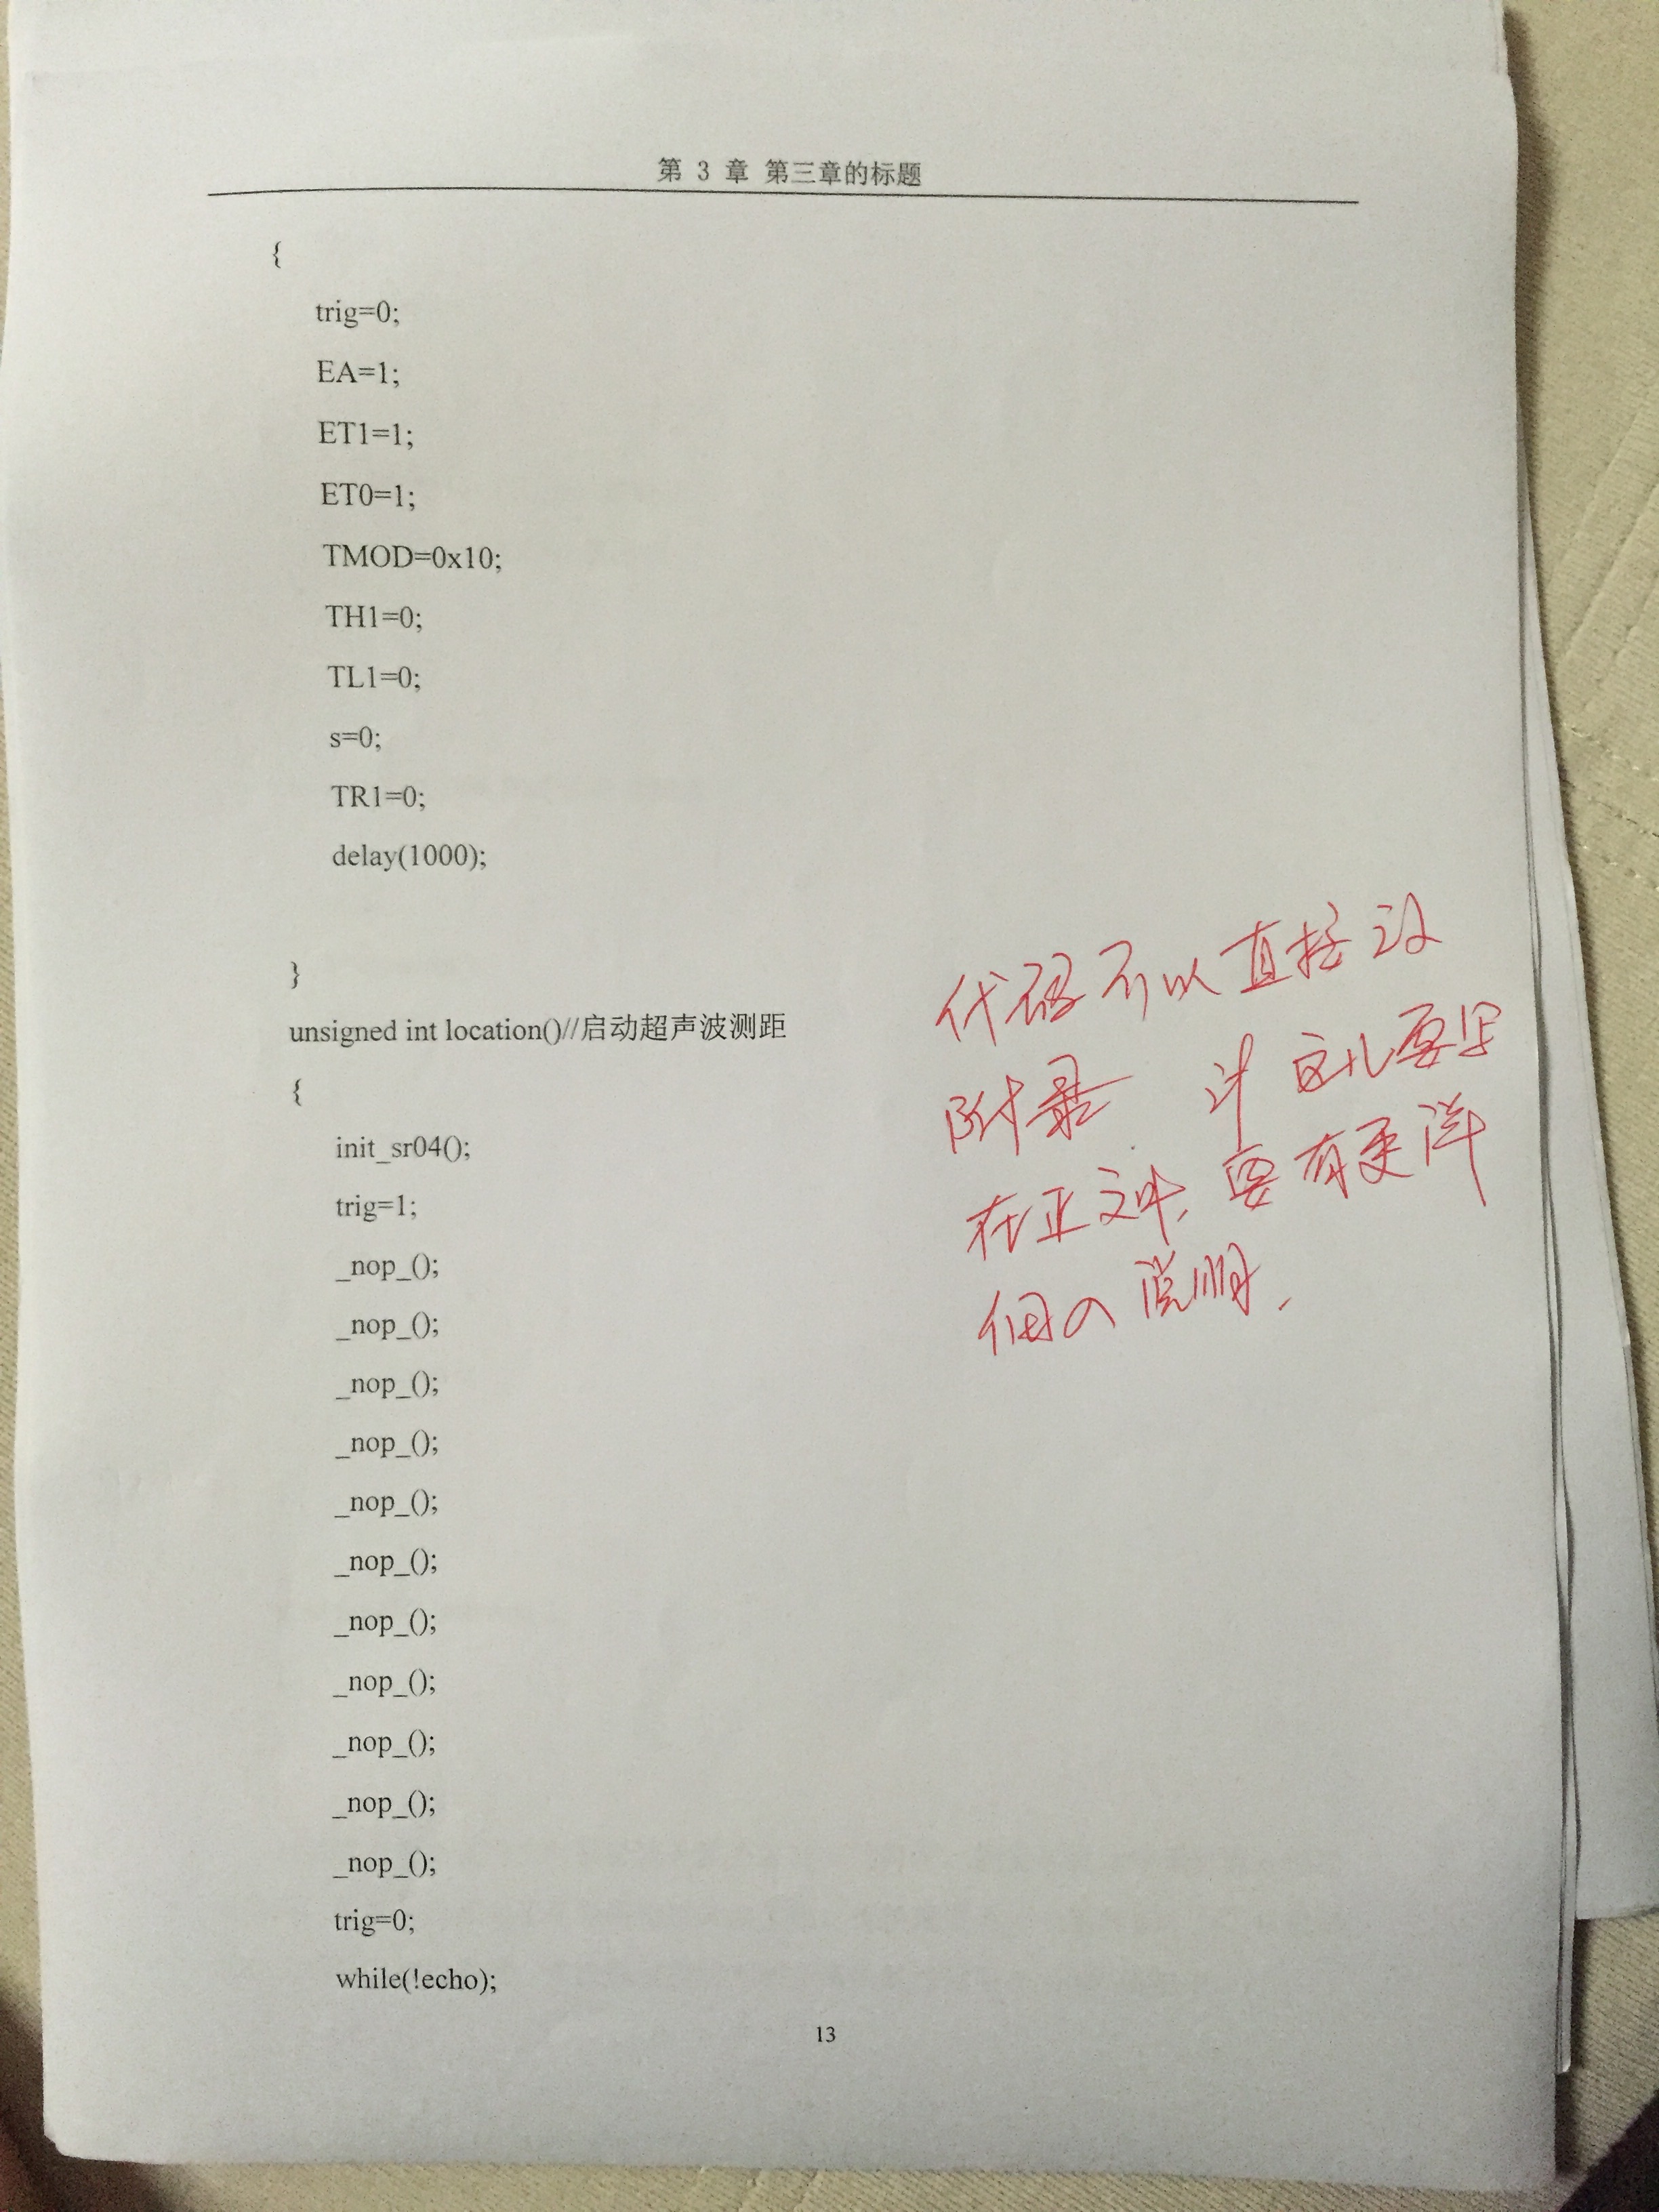 第 3 章 第三章的标题
{
trig=0;
EA=1;
ET1=1;
ET0=1;
TMOD=0x10;
TH1=0;
TL1=0;
s=0;
TR1=0;
delay(1000);
}
unsigned int location()//启动超声波测距
{
init_sr04();
trig=1;
_nop_();
_nop_();
_nop_();
_nop_();
_nop_();
_nop_();
_nop_();
_nop_();
_nop_();
_nop_();
_nop_();
trig=0;
while(!echo);
代码可以直接
附录 这儿要写
在正文中,要有更详
细的说明.
13